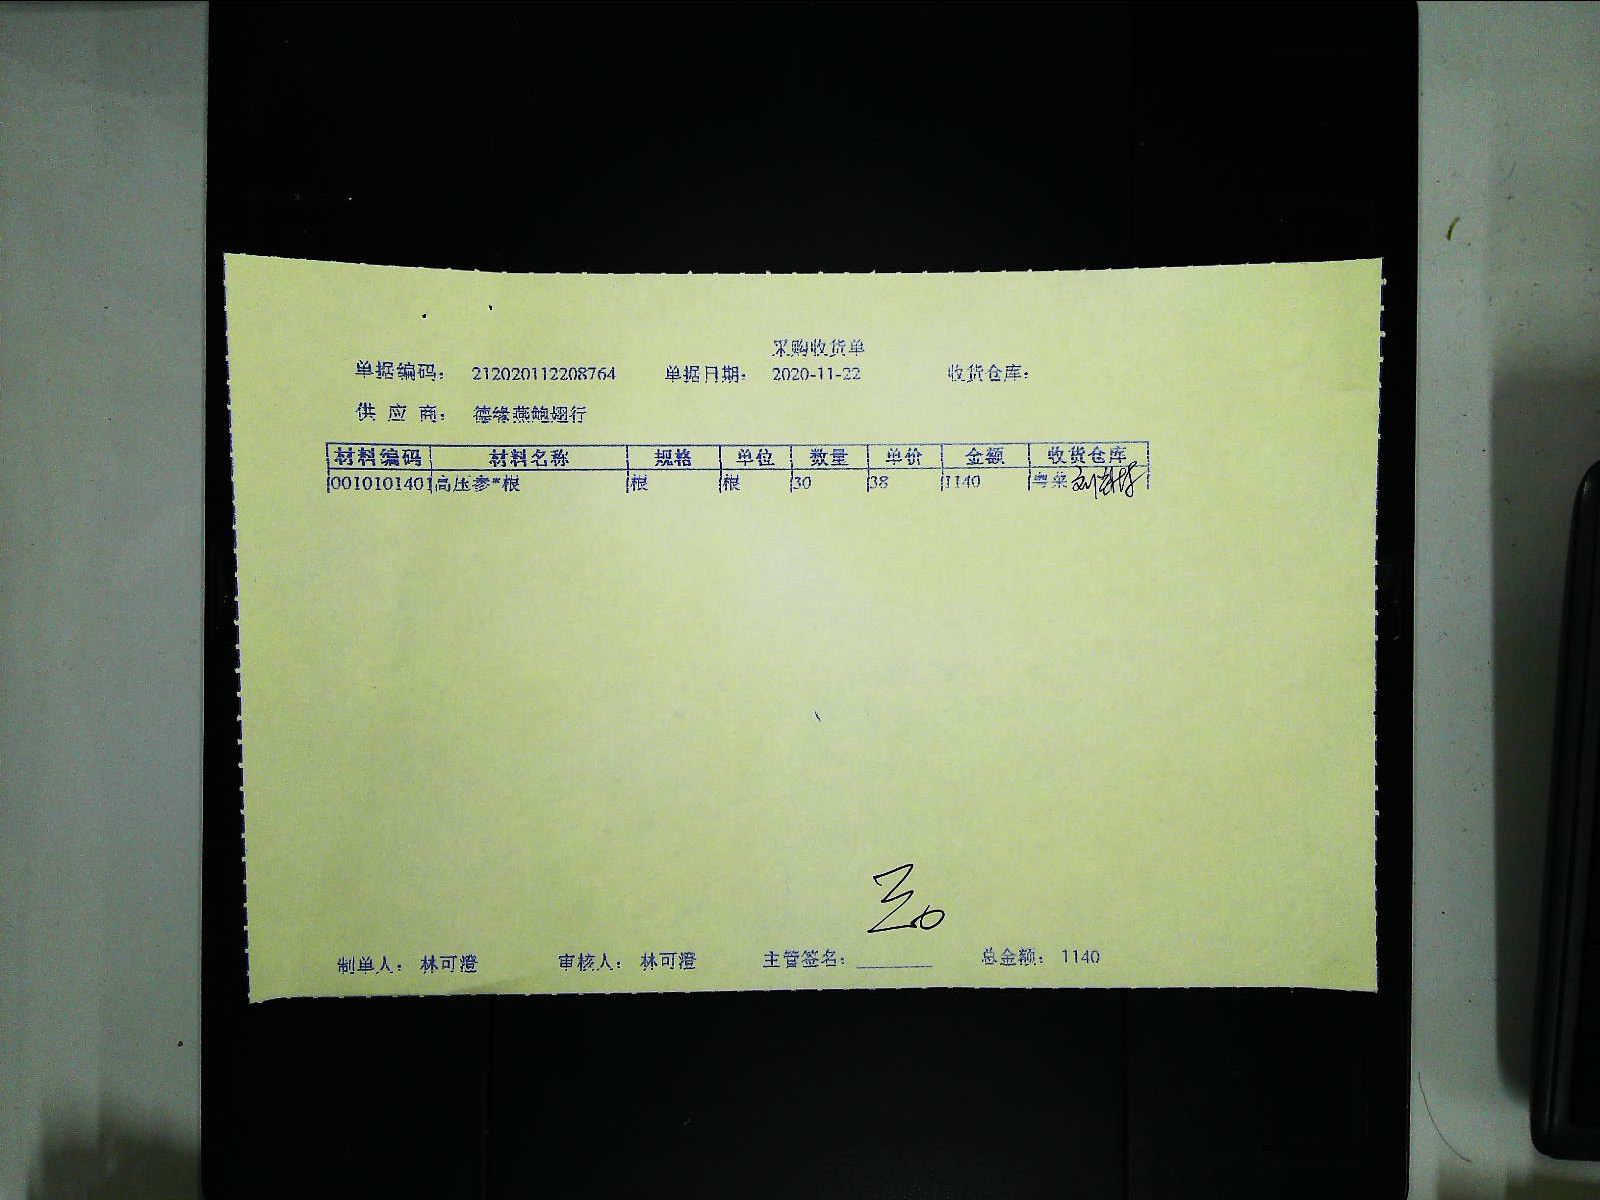 采购收货单
单据编码： 212020112208764 单据日期： 2020-11-22 收货仓库：
供 应 商： 德缘燕鲍翅行
材料编码 材料名称 规格 单位 数量 单价 金额 收货仓库
0010101401 高压参*根 根 根 30 38 1140 粤菜
制单人： 林可澄 审核人： 林可澄 主管签名： 总金额： 1140